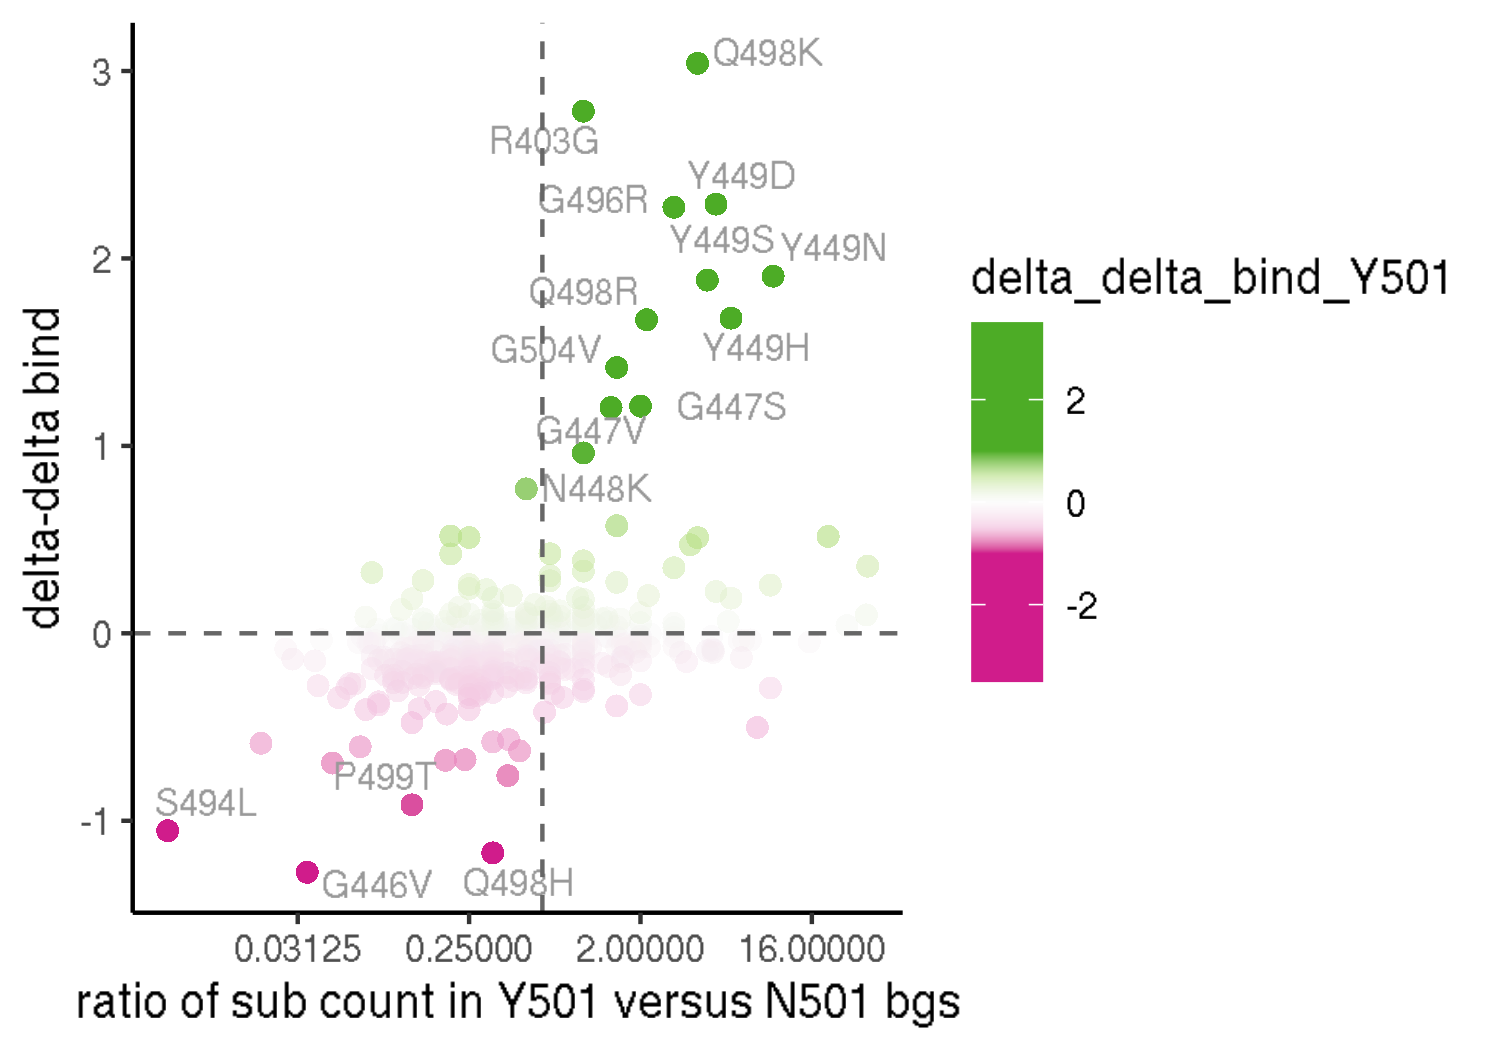 3
2
1
0
-1
delta-delta bind
Q498K
R403G
Y449D
G496R
Y449S
Y449N
Q498R
Y449H
G504V
G447S
G447V
N448K
P499T
S494L
G446V
Q498H
0.03125 0.25000 2.00000 16.00000
ratio of sub count in Y501 versus N501 bgs
delta_delta_bind_Y501
2
0
-2